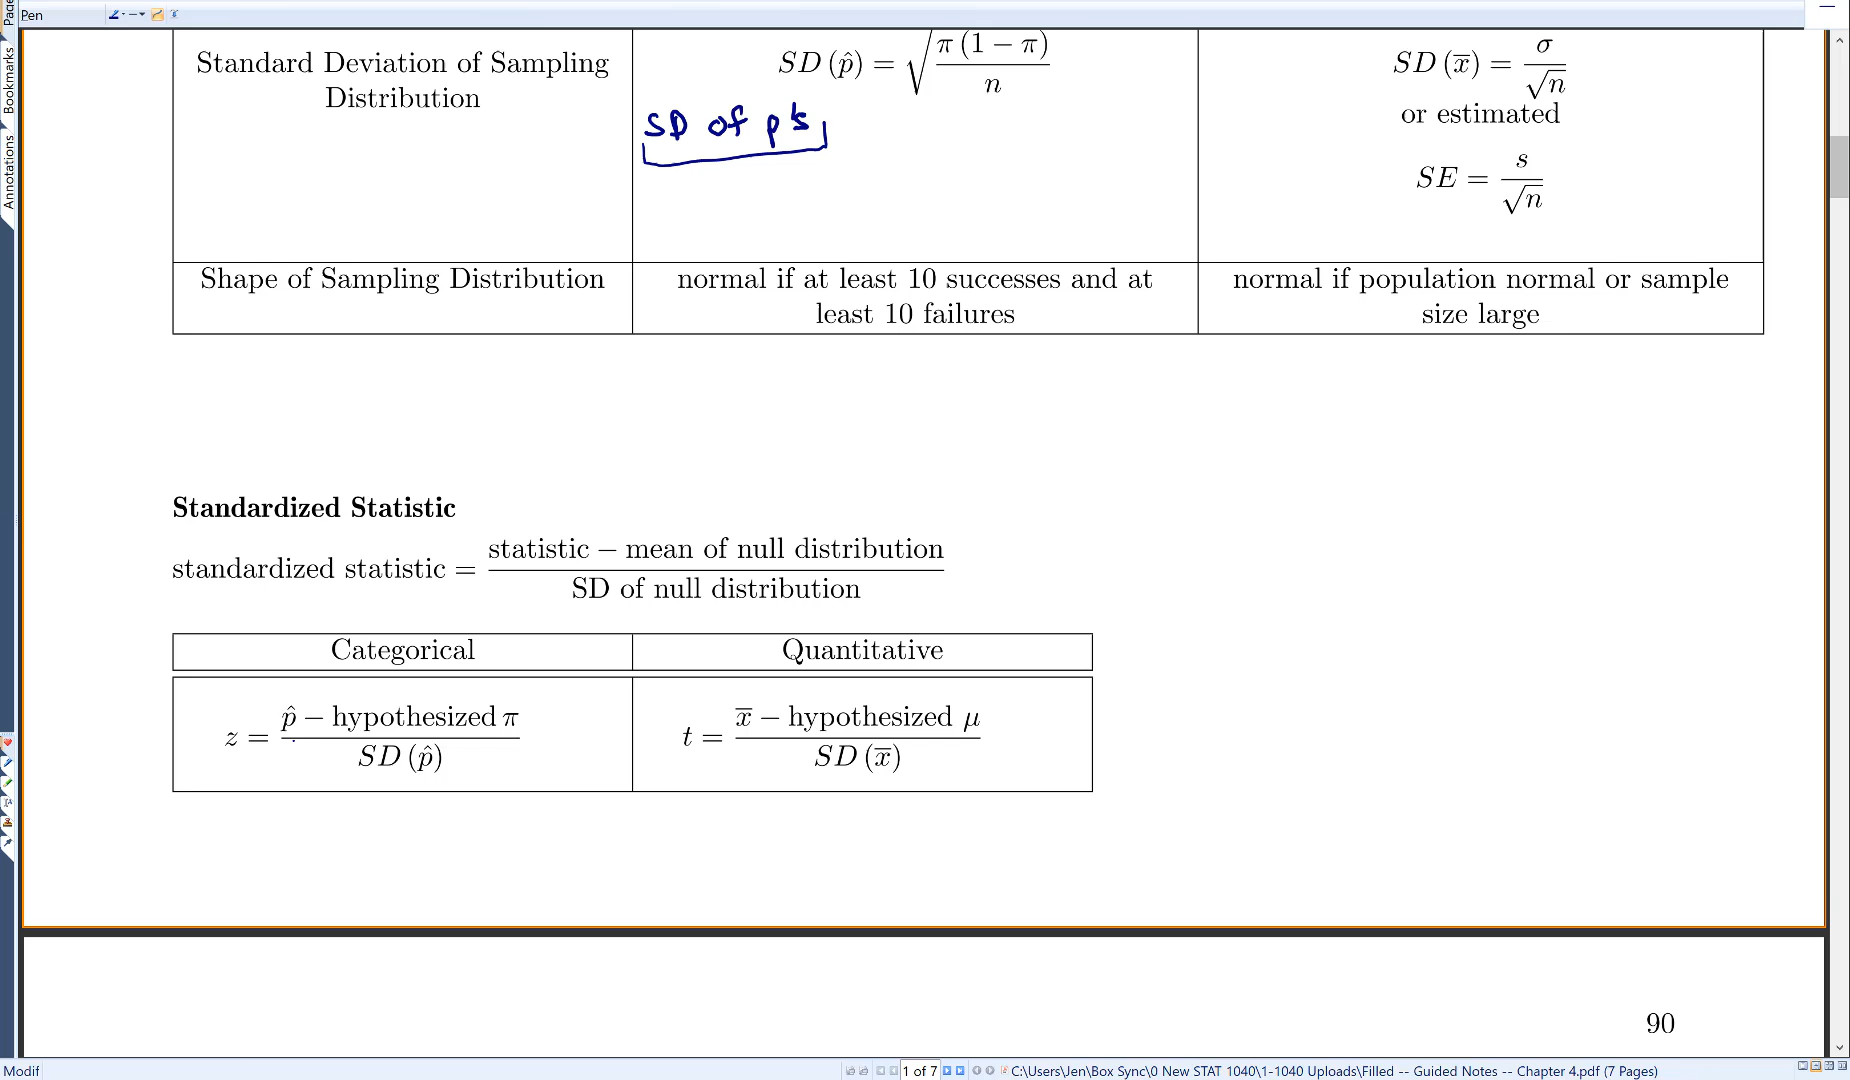 Pen
Page
Bookmarks
Annotations
Standard Deviation of Sampling
Distribution
SD (p̂) = √(π (1 − π) / n)
SD of p̂'s
SD (x̅) = σ / √n
or estimated
SE = s / √n
Shape of Sampling Distribution
normal if at least 10 successes and at
least 10 failures
normal if population normal or sample
size large
Standardized Statistic
standardized statistic = (statistic − mean of null distribution) / (SD of null distribution)
Categorical
Quantitative
z = (p̂ − hypothesized π) / SD (p̂)
t = (x̅ − hypothesized μ) / SD (x̅)
90
Modif
1 of 7
C:\Users\Jen\Box Sync\0 New STAT 1040\1-1040 Uploads\Filled -- Guided Notes -- Chapter 4.pdf (7 Pages)